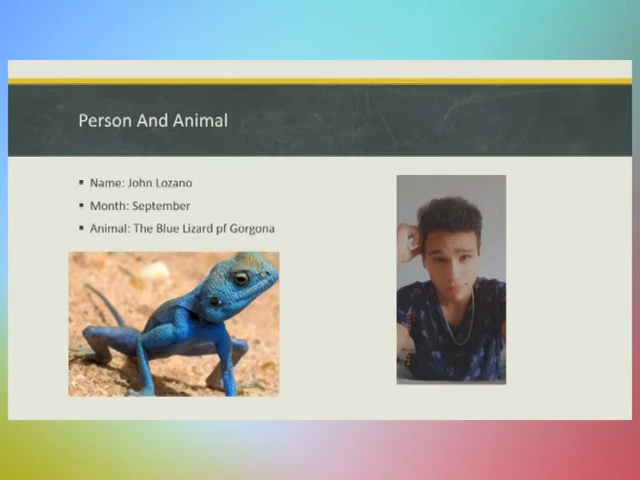 Person And Animal
Name: John Lozano
Month: September
Animal: The Blue Lizard pf Gorgona